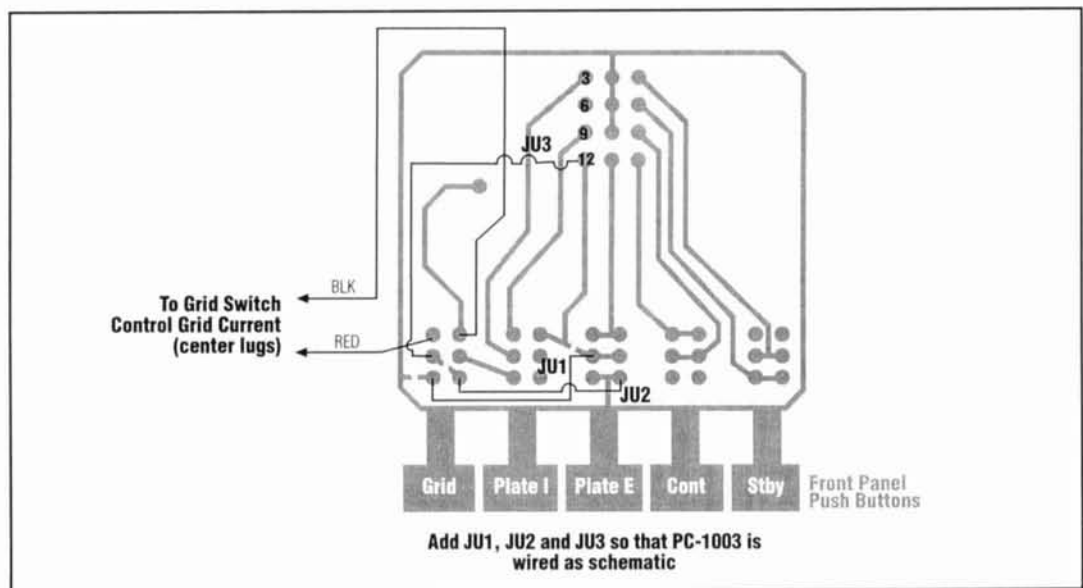 3
6
9
JU3
12
BLK
To Grid Switch
Control Grid Current
(center lugs)
RED
JU1
JU2
Grid
Plate I
Plate E
Cont
Stby
Front Panel
Push Buttons
Add JU1, JU2 and JU3 so that PC-1003 is
wired as schematic